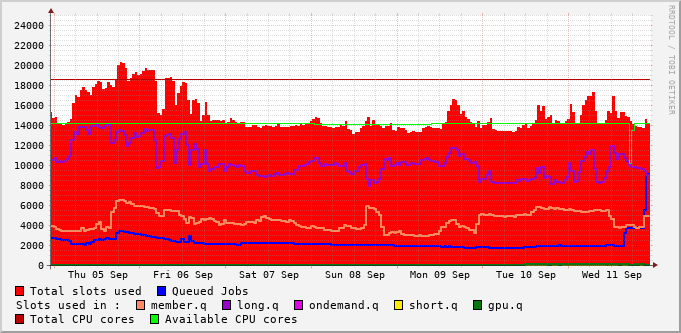 RRDTOOL / TOBI OETIKER
24000
22000
20000
18000
16000
14000
12000
10000
8000
6000
4000
2000
0
Thu 05 Sep Fri 06 Sep Sat 07 Sep Sun 08 Sep Mon 09 Sep Tue 10 Sep Wed 11 Sep
Total slots used Queued Jobs
Slots used in : member.q long.q ondemand.q short.q gpu.q
Total CPU cores Available CPU cores